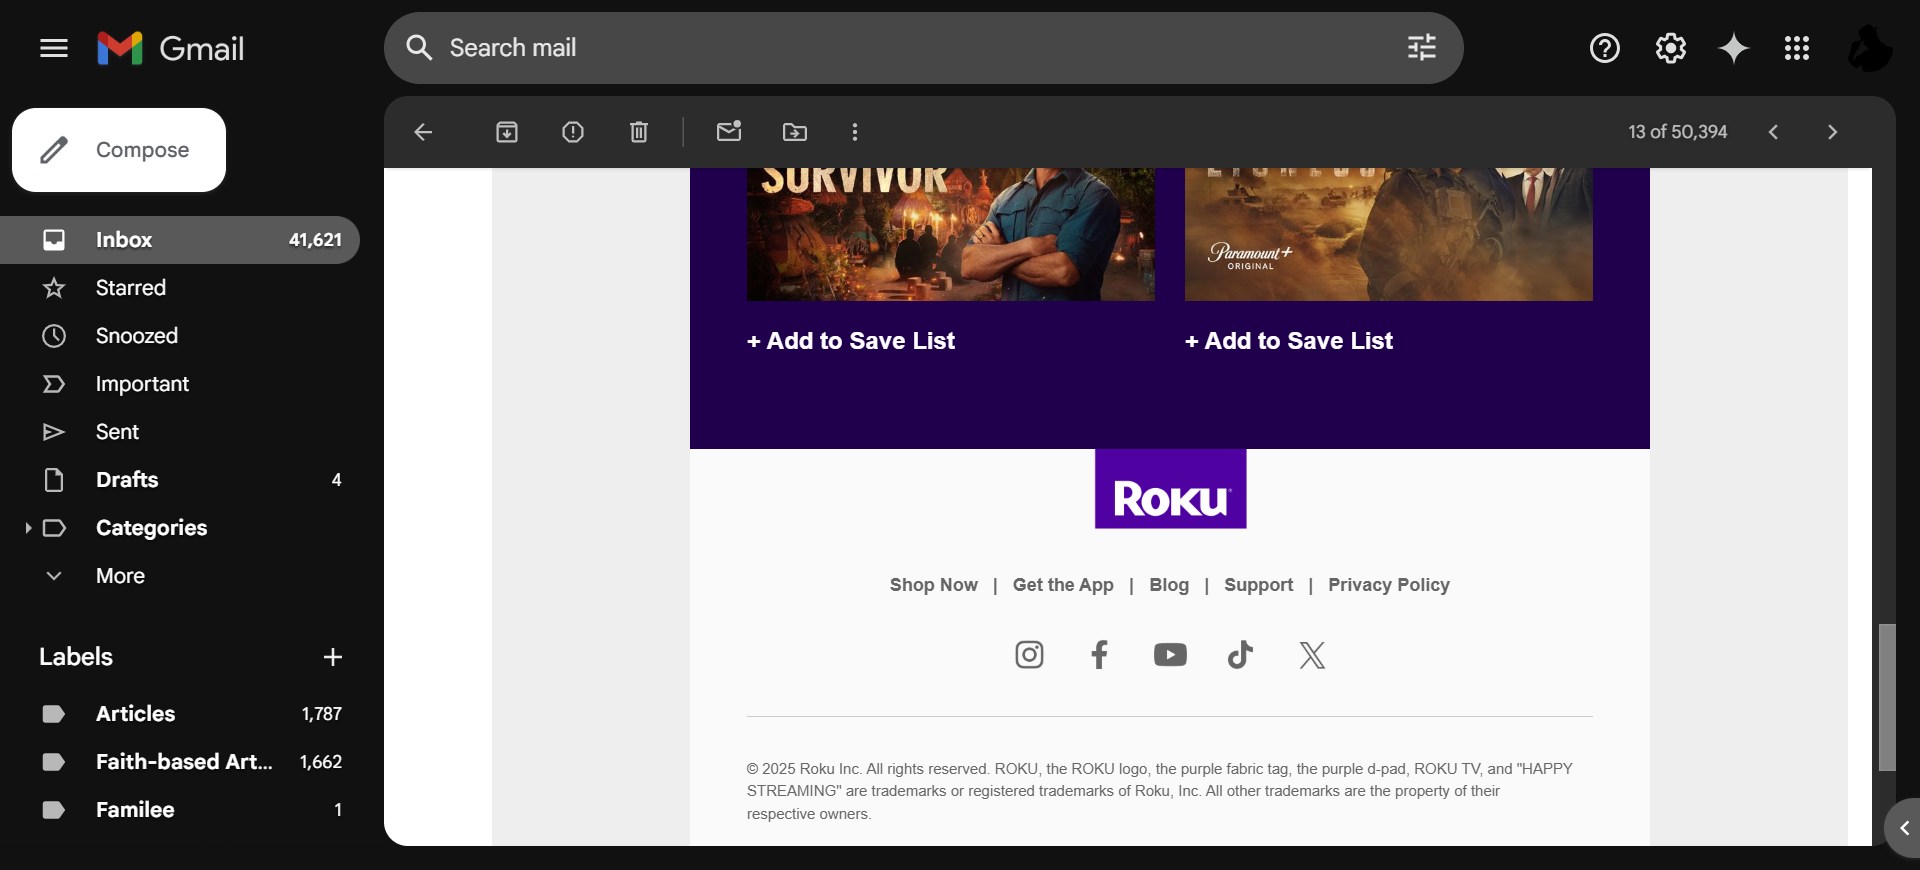 Gmail
Search mail
Compose
13 of 50,394
Inbox 41,621
Starred
Snoozed
Important
Sent
Drafts 4
Categories
More
Labels
Articles 1,787
Faith-based Art... 1,662
Familee 1
SURVIVOR
Paramount+
ORIGINAL
+ Add to Save List
+ Add to Save List
ROKU
Shop Now | Get the App | Blog | Support | Privacy Policy
© 2025 Roku Inc. All rights reserved. ROKU, the ROKU logo, the purple fabric tag, the purple d-pad, ROKU TV, and "HAPPY
STREAMING" are trademarks or registered trademarks of Roku, Inc. All other trademarks are the property of their
respective owners.